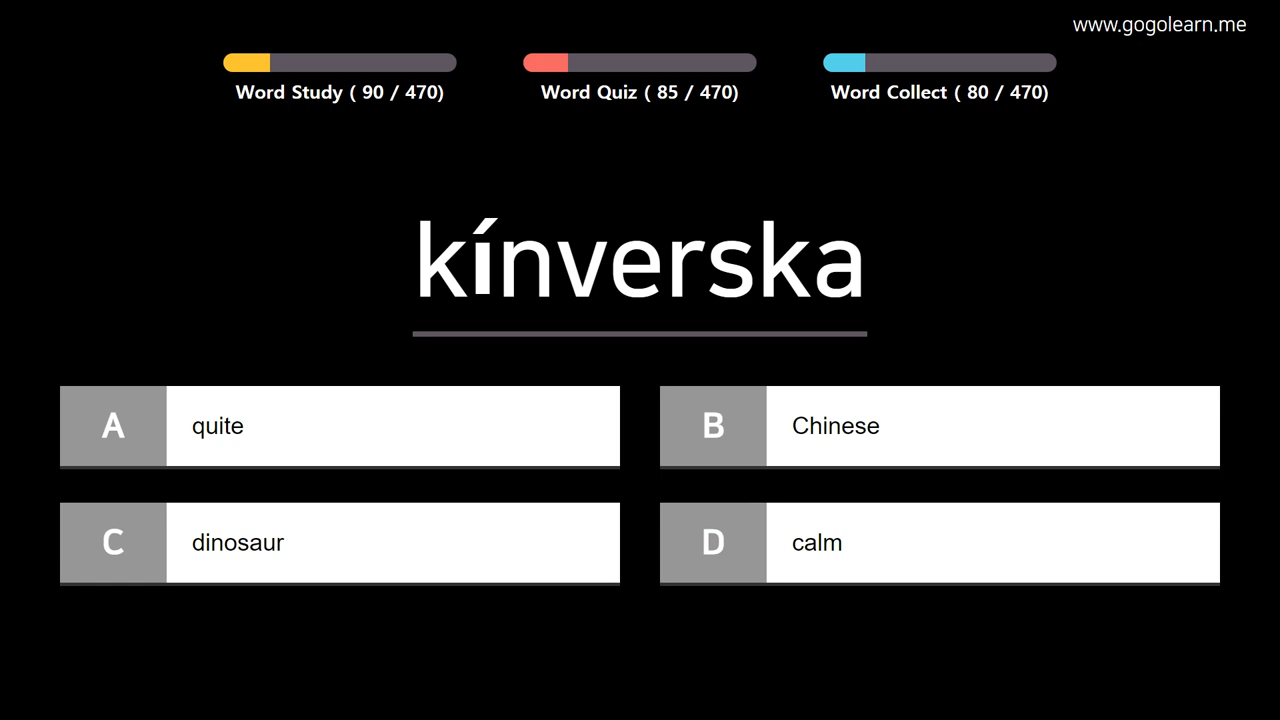 www.gogolearn.me
Word Study ( 90 / 470)
Word Quiz ( 85 / 470)
Word Collect ( 80 / 470)
kínverska
A quite
B Chinese
C dinosaur
D calm